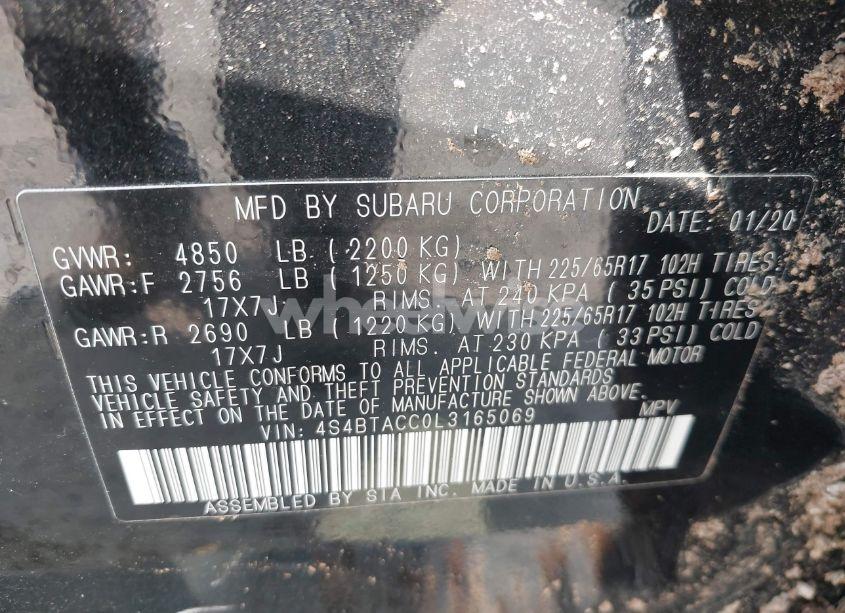 MFD BY SUBARU CORPORATION
DATE: 01/20
GVWR: 4850 LB (2200 KG)
GAWR:F 2756 LB (1250 KG) WITH 225/65R17 102H TIRES.
17X7J RIMS. AT 240 KPA (35 PSI) COLD
GAWR:R 2690 LB (1220 KG) WITH 225/65R17 102H TIRES.
17X7J RIMS. AT 230 KPA (33 PSI) COLD
THIS VEHICLE CONFORMS TO ALL APPLICABLE FEDERAL MOTOR
VEHICLE SAFETY AND THEFT PREVENTION STANDARDS
IN EFFECT ON THE DATE OF MANUFACTURE SHOWN ABOVE.
VIN: 4S4BTACC0L3165069 MPV
ASSEMBLED BY SIA INC. MADE IN U.S.A.